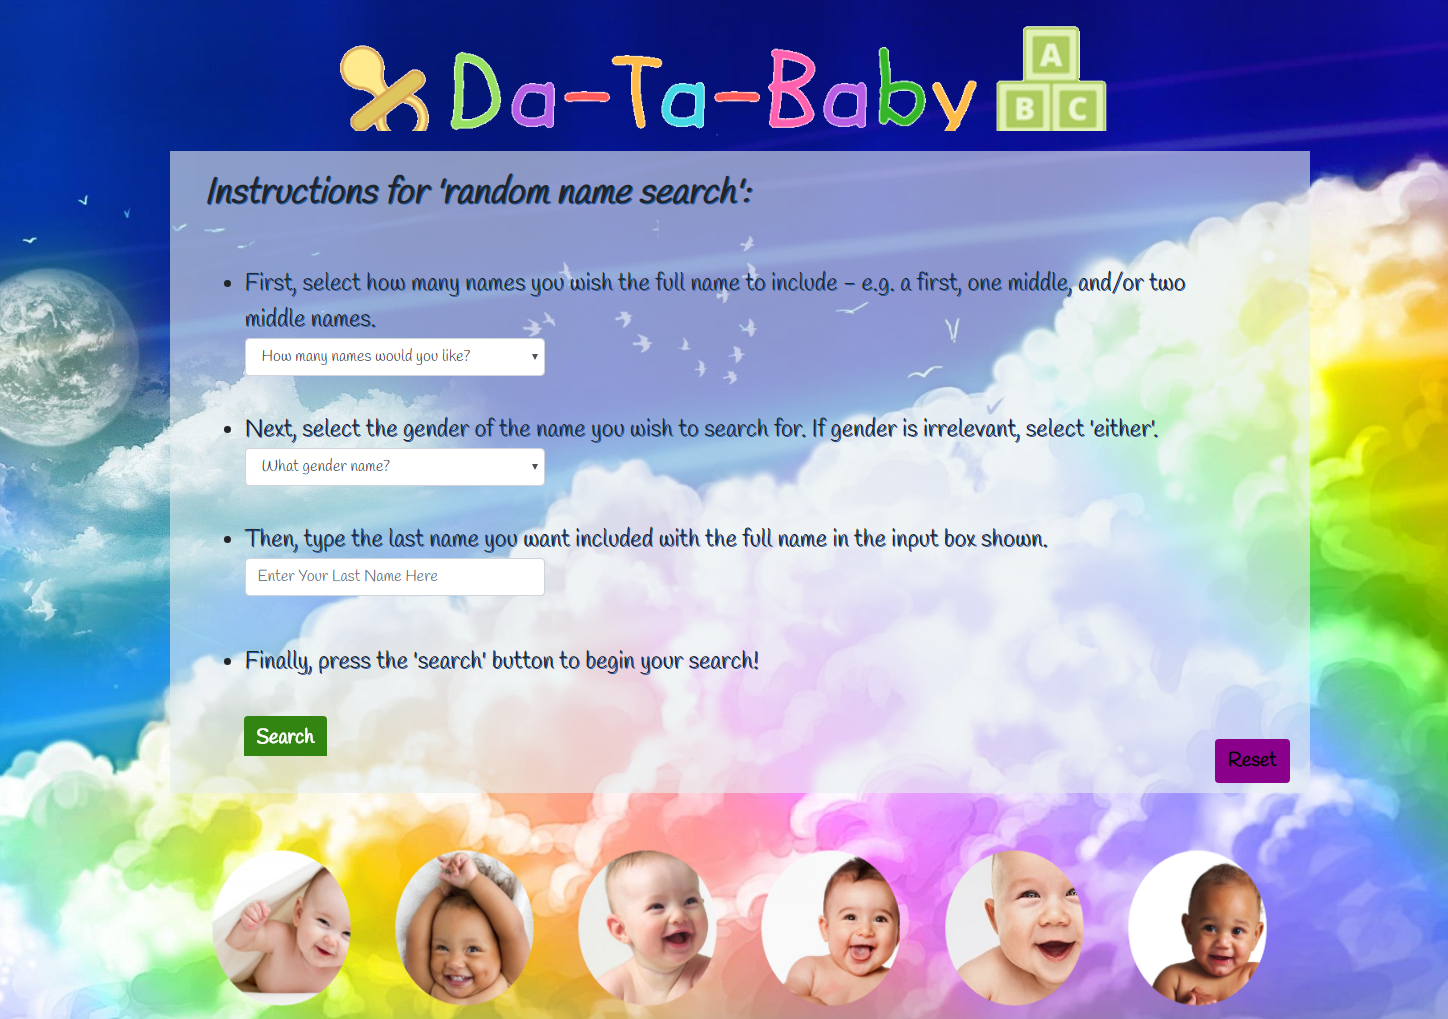 Da-Ta-Baby
A
B C
Instructions for 'random name search':
First, select how many names you wish the full name to include - e.g. a first, one middle, and/or two
middle names.
How many names would you like?
Next, select the gender of the name you wish to search for. If gender is irrelevant, select 'either'.
What gender name?
Then, type the last name you want included with the full name in the input box shown.
Enter Your Last Name Here
Finally, press the 'search' button to begin your search!
Search
Reset